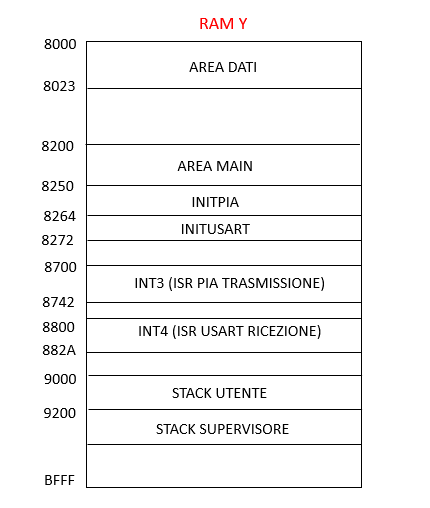 RAM Y
8000
AREA DATI
8023
8200
AREA MAIN
8250
INITPIA
8264
INITUSART
8272
8700
INT3 (ISR PIA TRASMISSIONE)
8742
8800
INT4 (ISR USART RICEZIONE)
882A
9000
STACK UTENTE
9200
STACK SUPERVISORE
BFFF